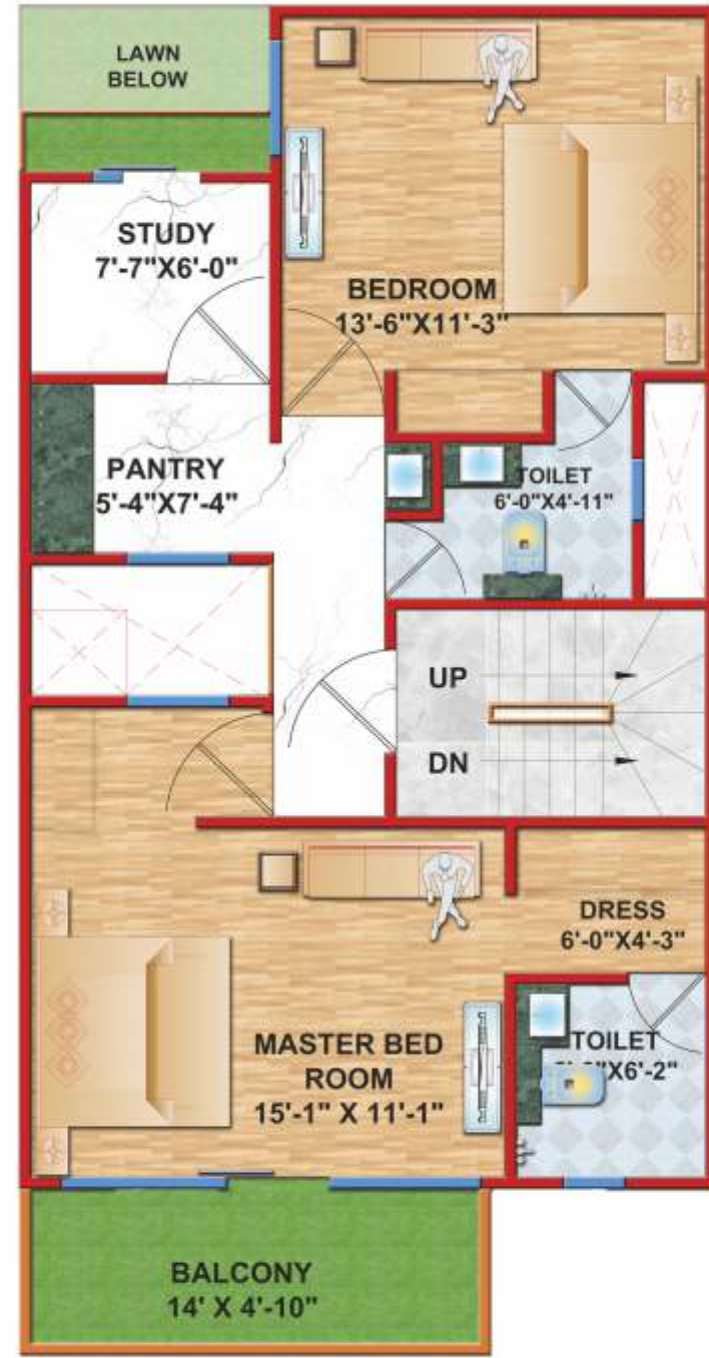 LAWN
BELOW
STUDY
7'-7"X6'-0"
BEDROOM
13'-6"X11'-3"
PANTRY
5'-4"X7'-4"
TOILET
6'-0"X4'-11"
UP
DN
DRESS
6'-0"X4'-3"
MASTER BED
ROOM
15'-1" X 11'-1"
TOILET
X6'-2"
BALCONY
14' X 4'-10"